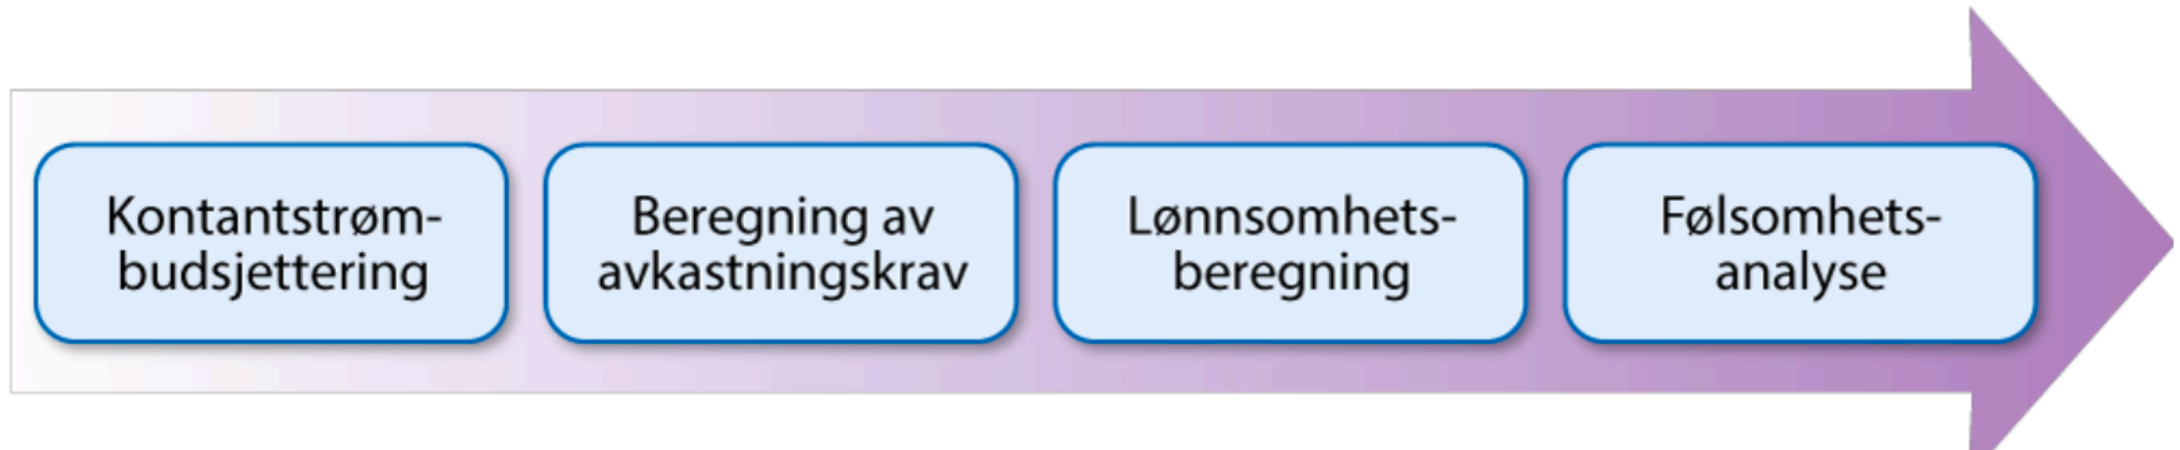 Kontantstrøm-
budsjettering
Beregning av
avkastningskrav
Lønnsomhets-
beregning
Følsomhets-
analyse